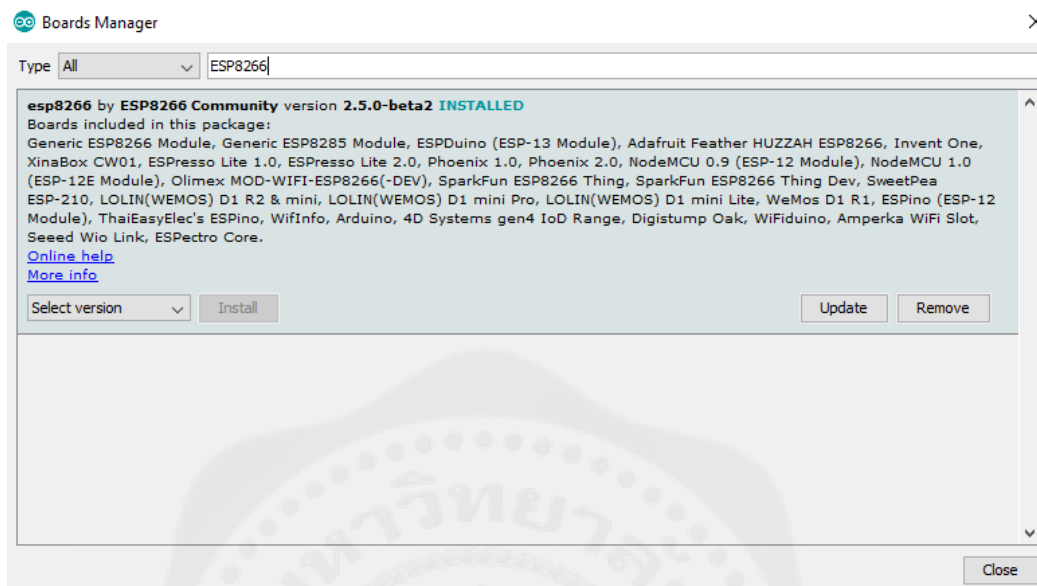 Boards Manager
Type All ESP8266
esp8266 by ESP8266 Community version 2.5.0-beta2 INSTALLED
Boards included in this package:
Generic ESP8266 Module, Generic ESP8285 Module, ESPDuino (ESP-13 Module), Adafruit Feather HUZZAH ESP8266, Invent One,
XinaBox CW01, ESPresso Lite 1.0, ESPresso Lite 2.0, Phoenix 1.0, Phoenix 2.0, NodeMCU 0.9 (ESP-12 Module), NodeMCU 1.0
(ESP-12E Module), Olimex MOD-WIFI-ESP8266(-DEV), SparkFun ESP8266 Thing, SparkFun ESP8266 Thing Dev, SweetPea
ESP-210, LOLIN(WEMOS) D1 R2 & mini, LOLIN(WEMOS) D1 mini Pro, LOLIN(WEMOS) D1 mini Lite, WeMos D1 R1, ESPino (ESP-12
Module), ThaiEasyElec's ESPino, WifInfo, Arduino, 4D Systems gen4 IoD Range, Digistump Oak, WiFiduino, Amperka WiFi Slot,
Seeed Wio Link, ESPectro Core.
Online help
More info
Select version Install Update Remove
Close